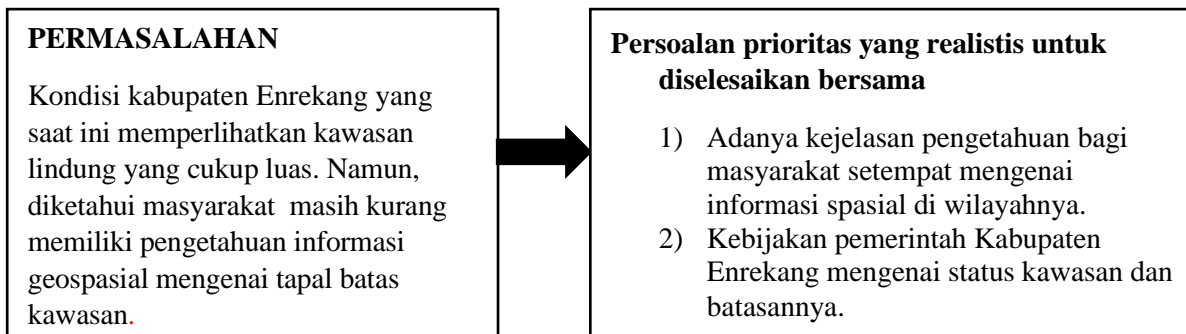 PERMASALAHAN
Kondisi kabupaten Enrekang yang
saat ini memperlihatkan kawasan
lindung yang cukup luas. Namun,
diketahui masyarakat masih kurang
memiliki pengetahuan informasi
geospasial mengenai tapal batas
kawasan.
Persoalan prioritas yang realistis untuk
diselesaikan bersama
1) Adanya kejelasan pengetahuan bagi
masyarakat setempat mengenai
informasi spasial di wilayahnya.
2) Kebijakan pemerintah Kabupaten
Enrekang mengenai status kawasan dan
batasannya.